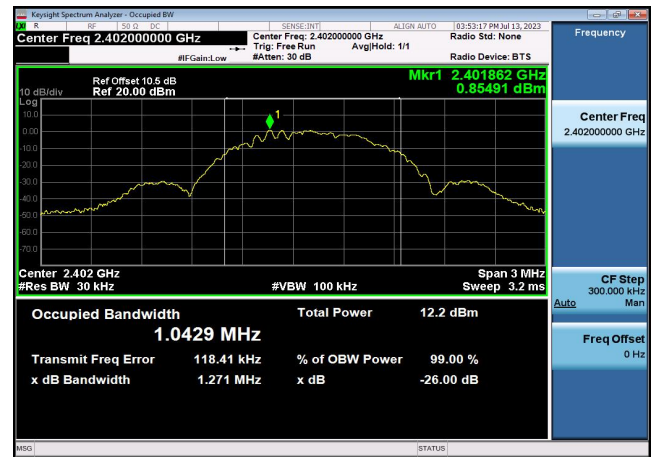 Keysight Spectrum Analyzer - Occupied BW
LXI R RF 50 Ω DC SENSE:INT ALIGN AUTO 03:53:17 PM Jul 13, 2023
Center Freq 2.402000000 GHz
Center Freq: 2.402000000 GHz Radio Std: None
Trig: Free Run Avg|Hold: 1/1
#IFGain:Low #Atten: 30 dB Radio Device: BTS
Frequency
Mkr1 2.401862 GHz
Ref Offset 10.5 dB
0.85491 dBm
10 dB/div Ref 20.00 dBm
Log
10.0
0.00
-10.0
-20.0
-30.0
-40.0
-50.0
-60.0
-70.0
1
Center 2.402 GHz Span 3 MHz
#Res BW 30 kHz #VBW 100 kHz Sweep 3.2 ms
Center Freq
2.402000000 GHz
CF Step
300.000 kHz
Auto Man
Freq Offset
0 Hz
Occupied Bandwidth Total Power 12.2 dBm
1.0429 MHz
Transmit Freq Error 118.41 kHz % of OBW Power 99.00 %
x dB Bandwidth 1.271 MHz x dB -26.00 dB
MSG STATUS